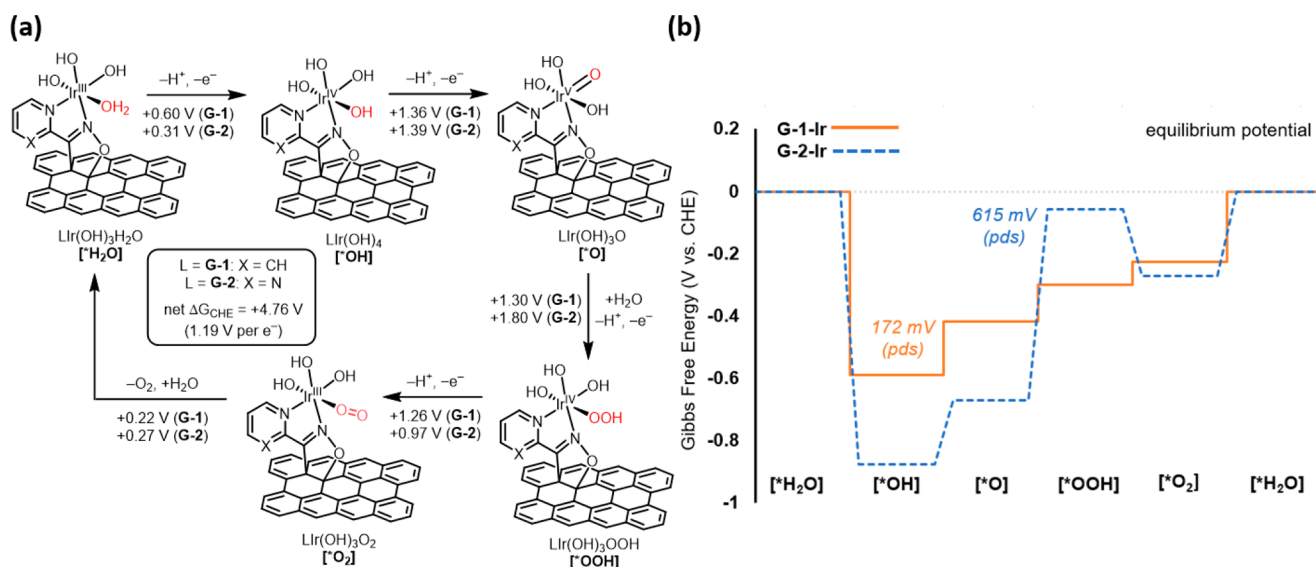 (a)
HO
HO
OH
Ir^III
OH₂
N
N
O
X
LIr(OH)₃H₂O
[*H₂O]
–H⁺, –e⁻
+0.60 V (G-1)
+0.31 V (G-2)
HO
HO
OH
Ir^IV
OH
N
N
O
X
LIr(OH)₄
[*OH]
–H⁺, –e⁻
+1.36 V (G-1)
+1.39 V (G-2)
HO
HO
O
Ir^V
OH
N
N
O
X
LIr(OH)₃O
[*O]
L = G-1: X = CH
L = G-2: X = N
net ΔG_CHE = +4.76 V
(1.19 V per e⁻)
+1.30 V (G-1)
+1.80 V (G-2)
+H₂O
–H⁺, –e⁻
HO
HO
OH
Ir^IV
OOH
N
N
O
X
LIr(OH)₃OOH
[*OOH]
–H⁺, –e⁻
+1.26 V (G-1)
+0.97 V (G-2)
HO
HO
OH
Ir^III
O=O
N
N
O
X
LIr(OH)₃O₂
[*O₂]
–O₂, +H₂O
+0.22 V (G-1)
+0.27 V (G-2)
(b)
G-1-Ir
G-2-Ir
equilibrium potential
615 mV
(pds)
172 mV
(pds)
Gibbs Free Energy (V vs. CHE)
0.2
0
-0.2
-0.4
-0.6
-0.8
-1
[*H₂O]
[*OH]
[*O]
[*OOH]
[*O₂]
[*H₂O]